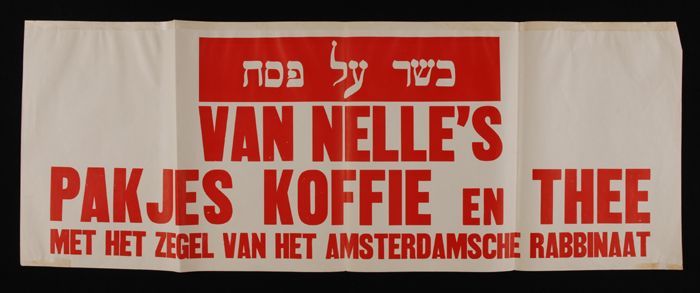 כשר על פסח
VAN NELLE'S
PAKJES KOFFIE EN THEE
MET HET ZEGEL VAN HET AMSTERDAMSCHE RABBINAAT